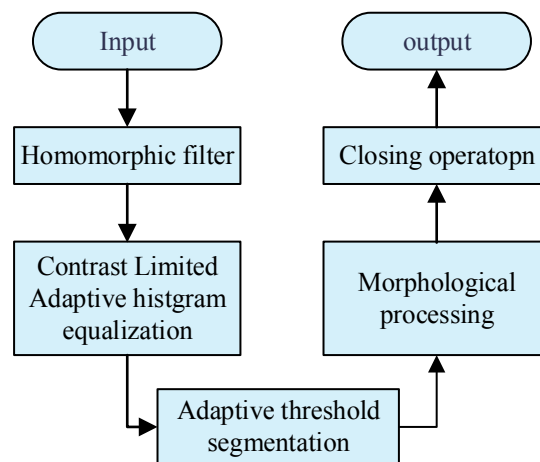 Input
Homomorphic filter
Contrast Limited
Adaptive histgram
equalization
Adaptive threshold
segmentation
Morphological
processing
Closing operatopn
output